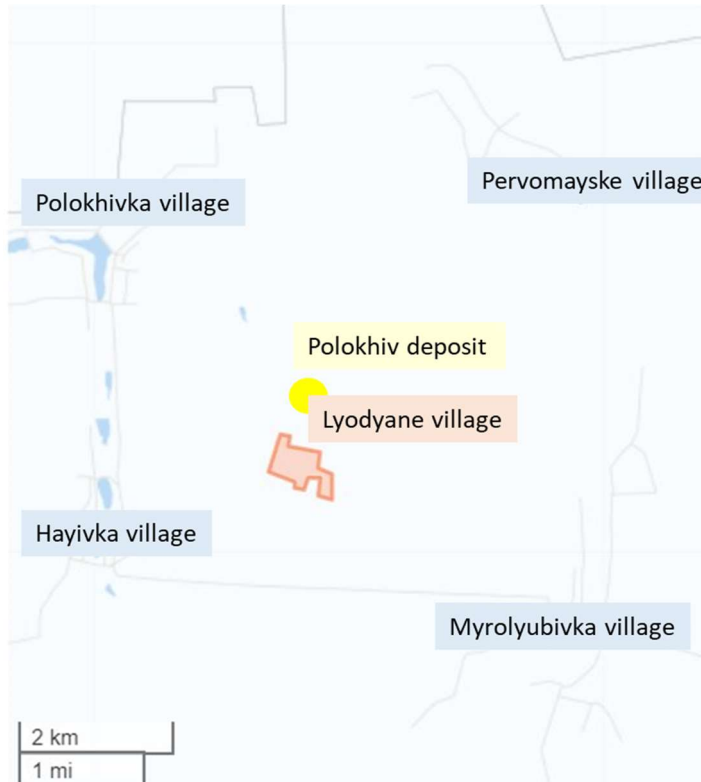 Pervomayske village
Polokhivka village
Polokhiv deposit
Lyodyane village
Hayivka village
Myrolyubivka village
2 km
1 mi